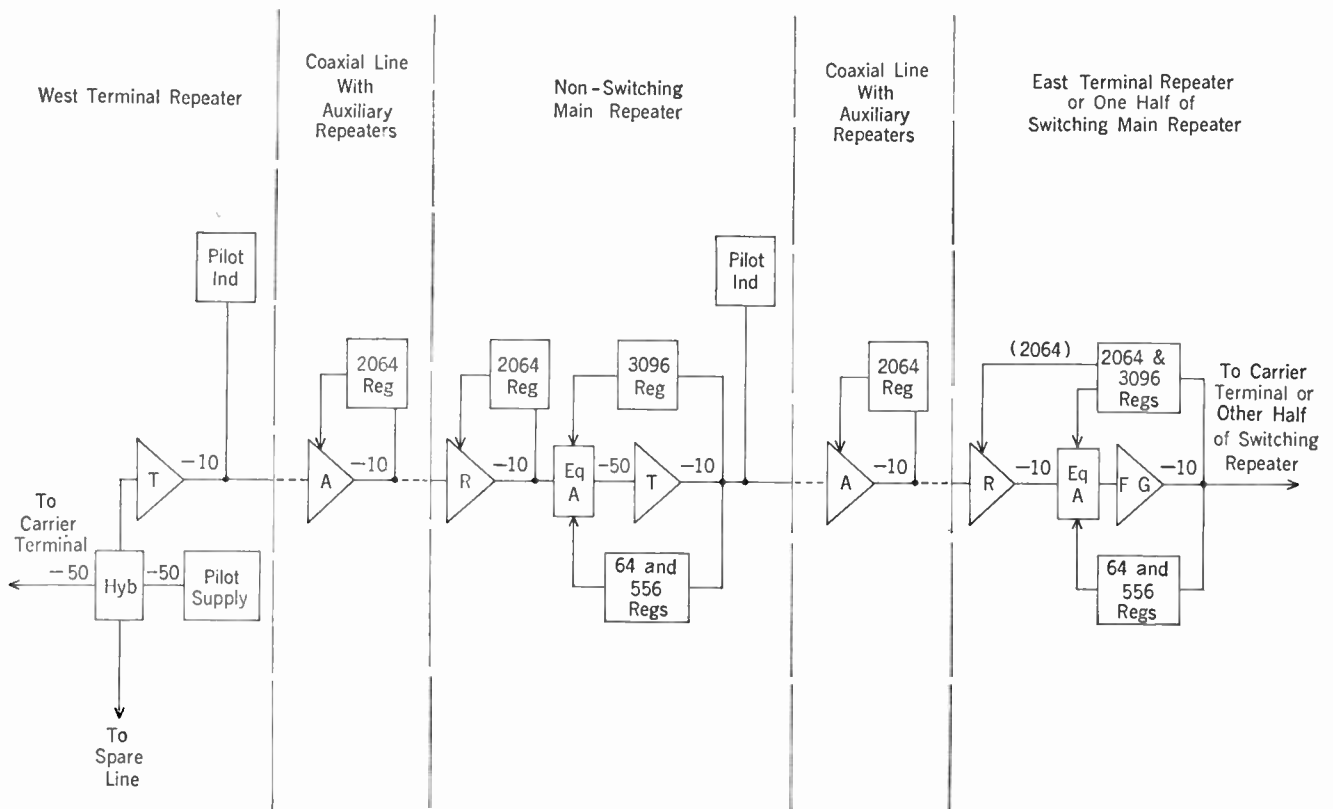 West Terminal Repeater
Coaxial Line
With
Auxiliary
Repeaters
Non-Switching
Main Repeater
Coaxial Line
With
Auxiliary
Repeaters
East Terminal Repeater
or One Half of
Switching Main Repeater
Pilot
Ind
Pilot
Ind
2064
Reg
2064
Reg
3096
Reg
2064
Reg
(2064)
2064 &
3096
Regs
To Carrier
Terminal or
Other Half
of Switching
Repeater
T
-10
A
-10
R
-10
Eq
A
-50
T
-10
A
-10
R
-10
Eq
A
F G
-10
To
Carrier
Terminal
-50
Hyb
-50
Pilot
Supply
64 and
556
Regs
64 and
556
Regs
To
Spare
Line